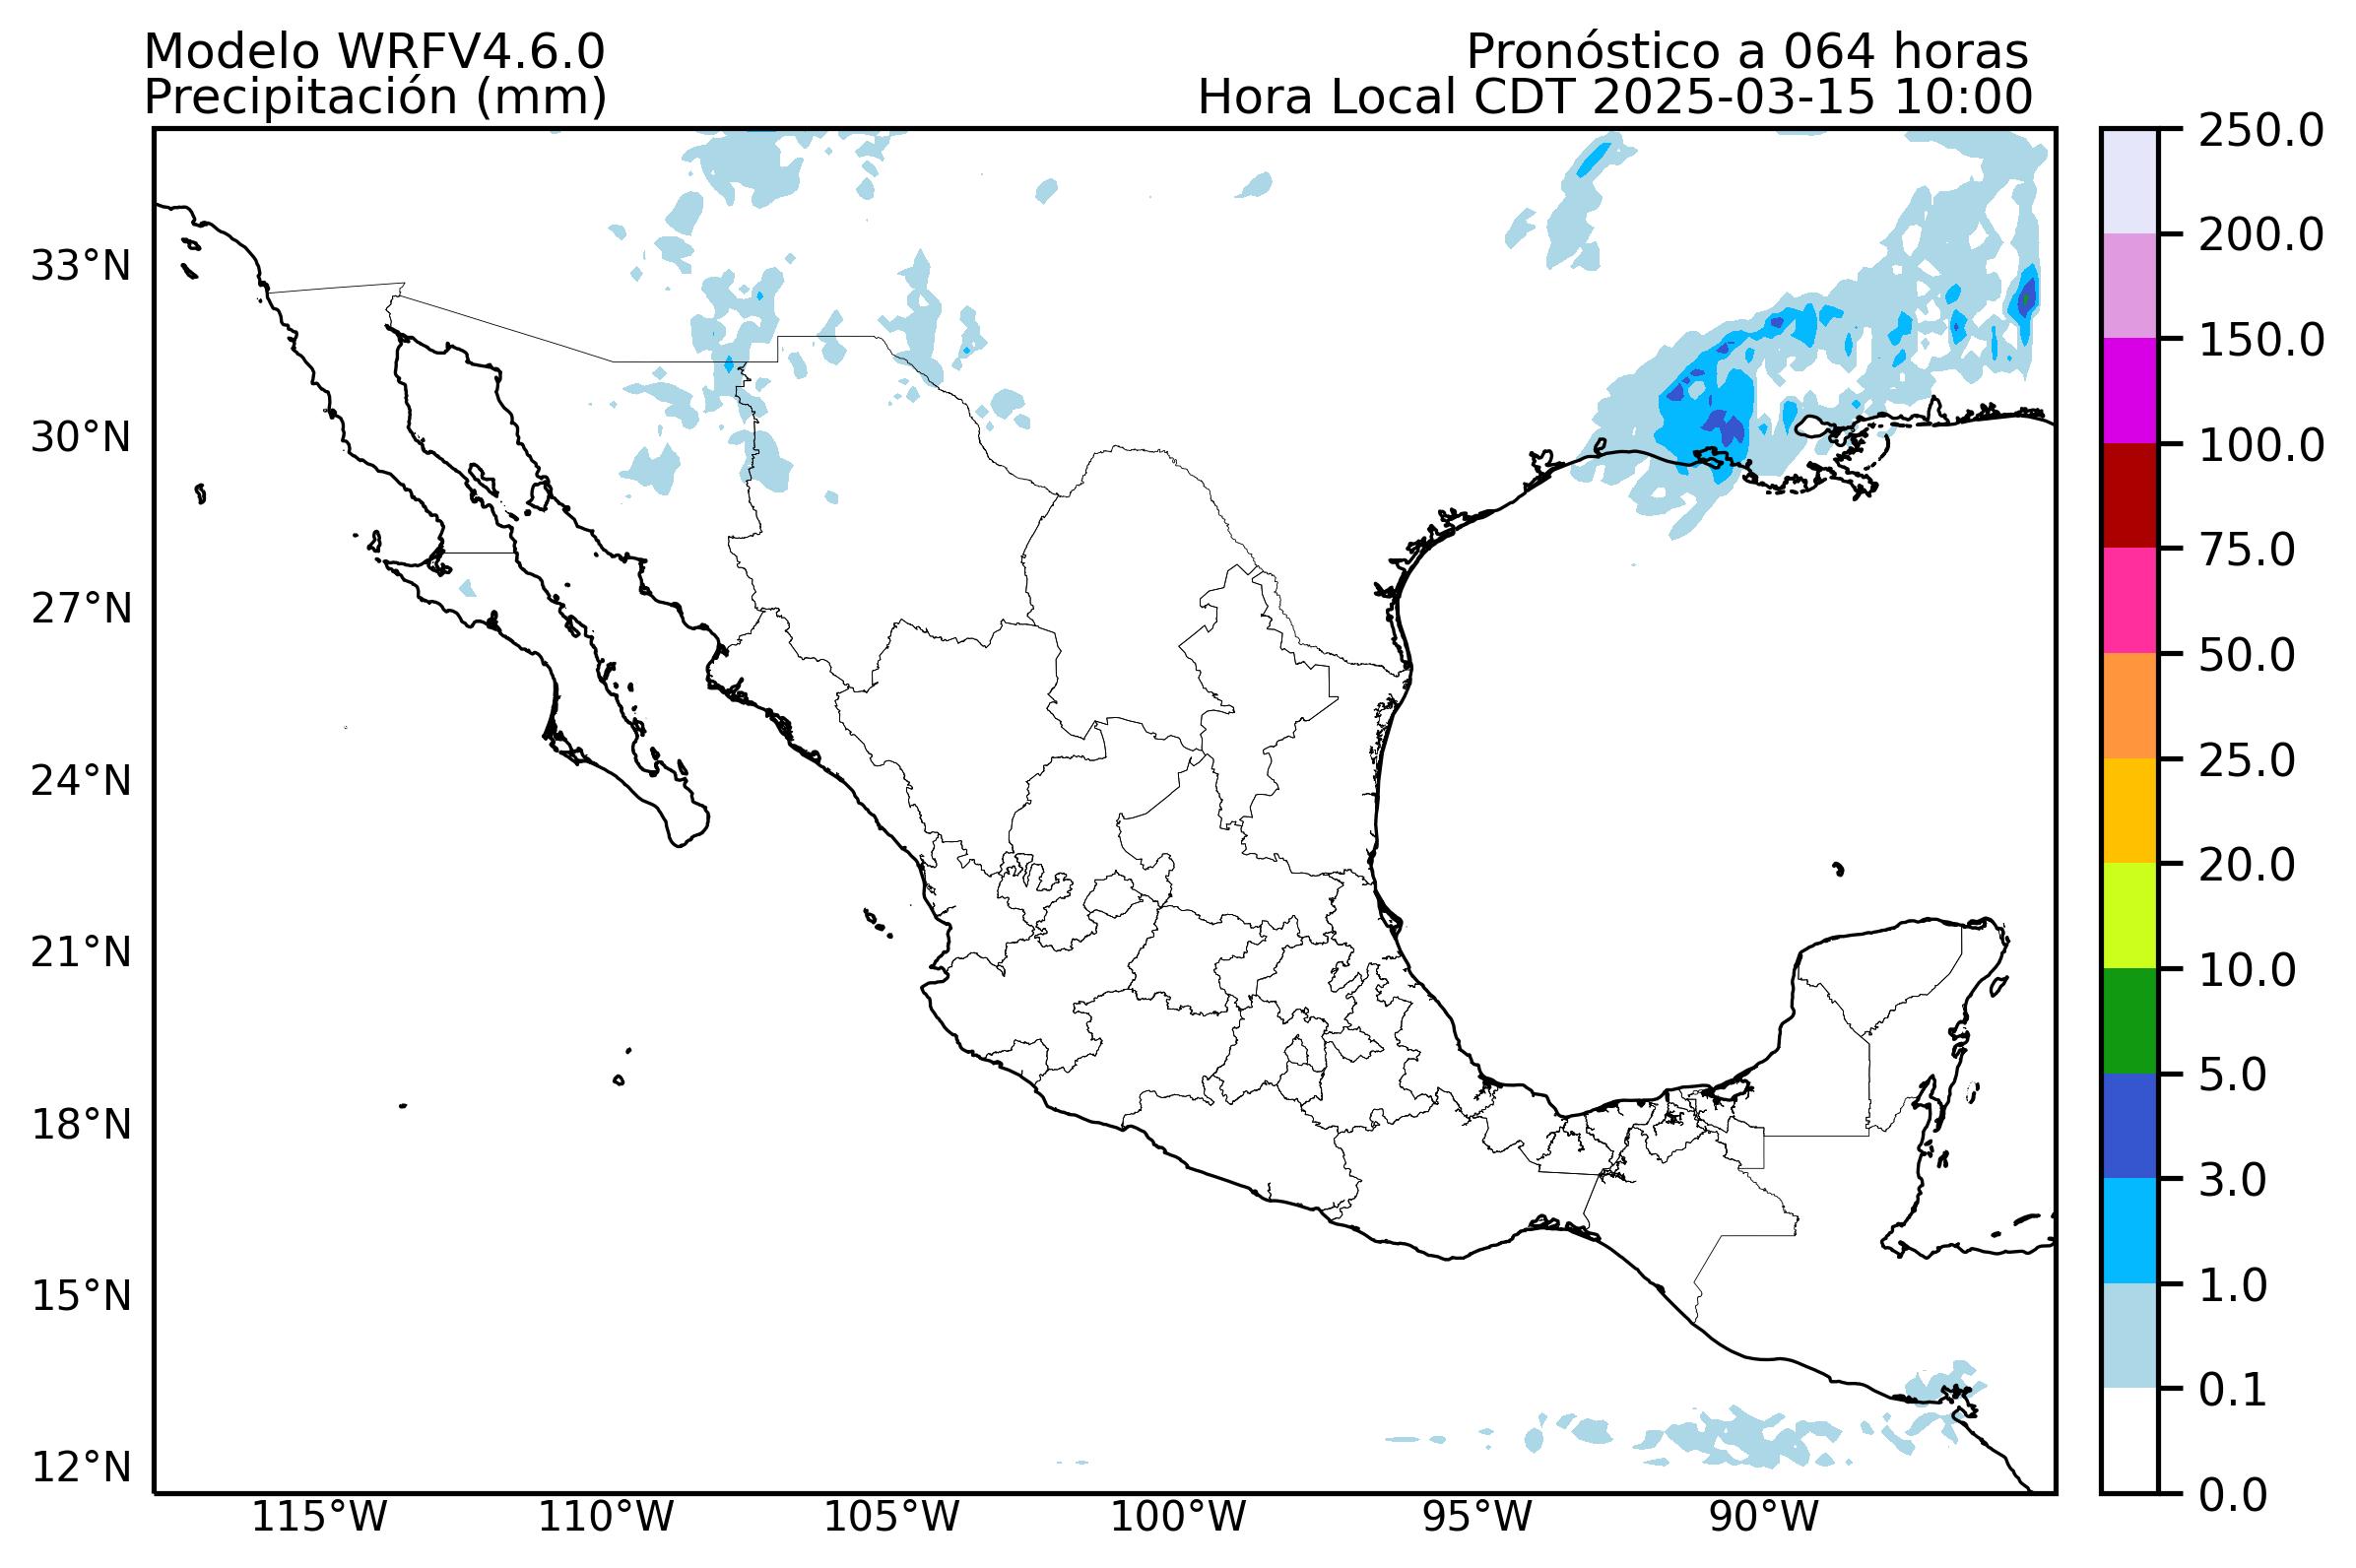 Modelo WRFV4.6.0
Precipitación (mm)
Pronóstico a 064 horas
Hora Local CDT 2025-03-15 10:00
33°N
30°N
27°N
24°N
21°N
18°N
15°N
12°N
115°W
110°W
105°W
100°W
95°W
90°W
250.0
200.0
150.0
100.0
75.0
50.0
25.0
20.0
10.0
5.0
3.0
1.0
0.1
0.0